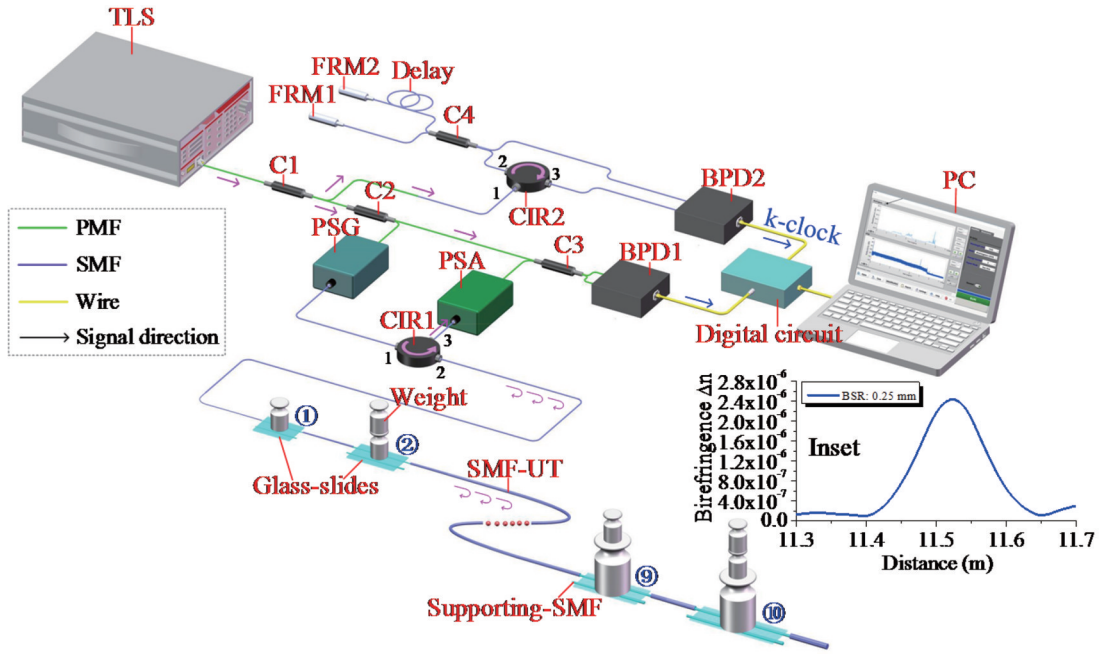 TLS
FRM2
Delay
FRM1
C4
C1
2
3
1
CIR2
BPD2
PC
C2
PMF
SMF
Wire
Signal direction
PSG
PSA
C3
BPD1
k-clock
Digital circuit
CIR1
1
3
2
Weight
①
②
Glass-slides
SMF-UT
Supporting-SMF
⑨
⑩
Birefringence Δn
2.8x10⁻⁶
2.4x10⁻⁶
2.0x10⁻⁶
1.6x10⁻⁶
1.2x10⁻⁶
8.0x10⁻⁷
4.0x10⁻⁷
0.0
BSR: 0.25 mm
Inset
11.3 11.4 11.5 11.6 11.7
Distance (m)